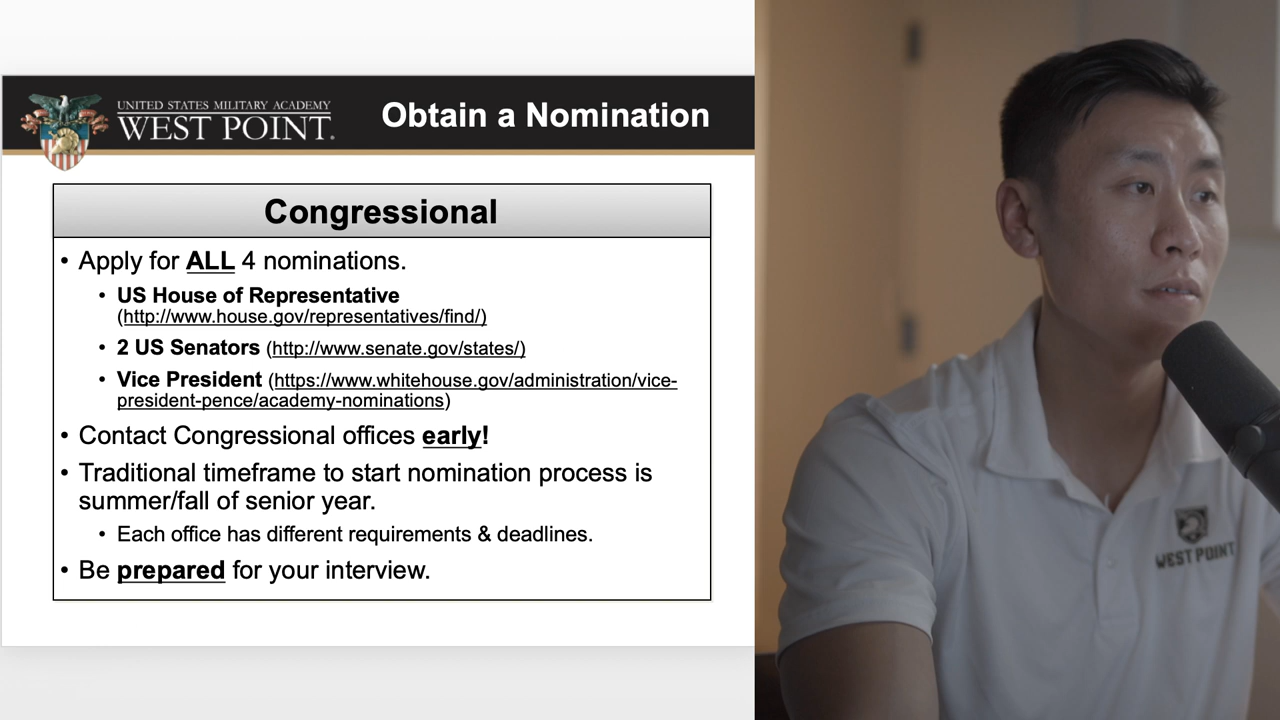 UNITED STATES MILITARY ACADEMY
WEST POINT.
Obtain a Nomination
Congressional
• Apply for ALL 4 nominations.
• US House of Representative
(http://www.house.gov/representatives/find/)
• 2 US Senators (http://www.senate.gov/states/)
• Vice President (https://www.whitehouse.gov/administration/vice-
president-pence/academy-nominations)
• Contact Congressional offices early!
• Traditional timeframe to start nomination process is
summer/fall of senior year.
• Each office has different requirements & deadlines.
• Be prepared for your interview.
WEST POINT